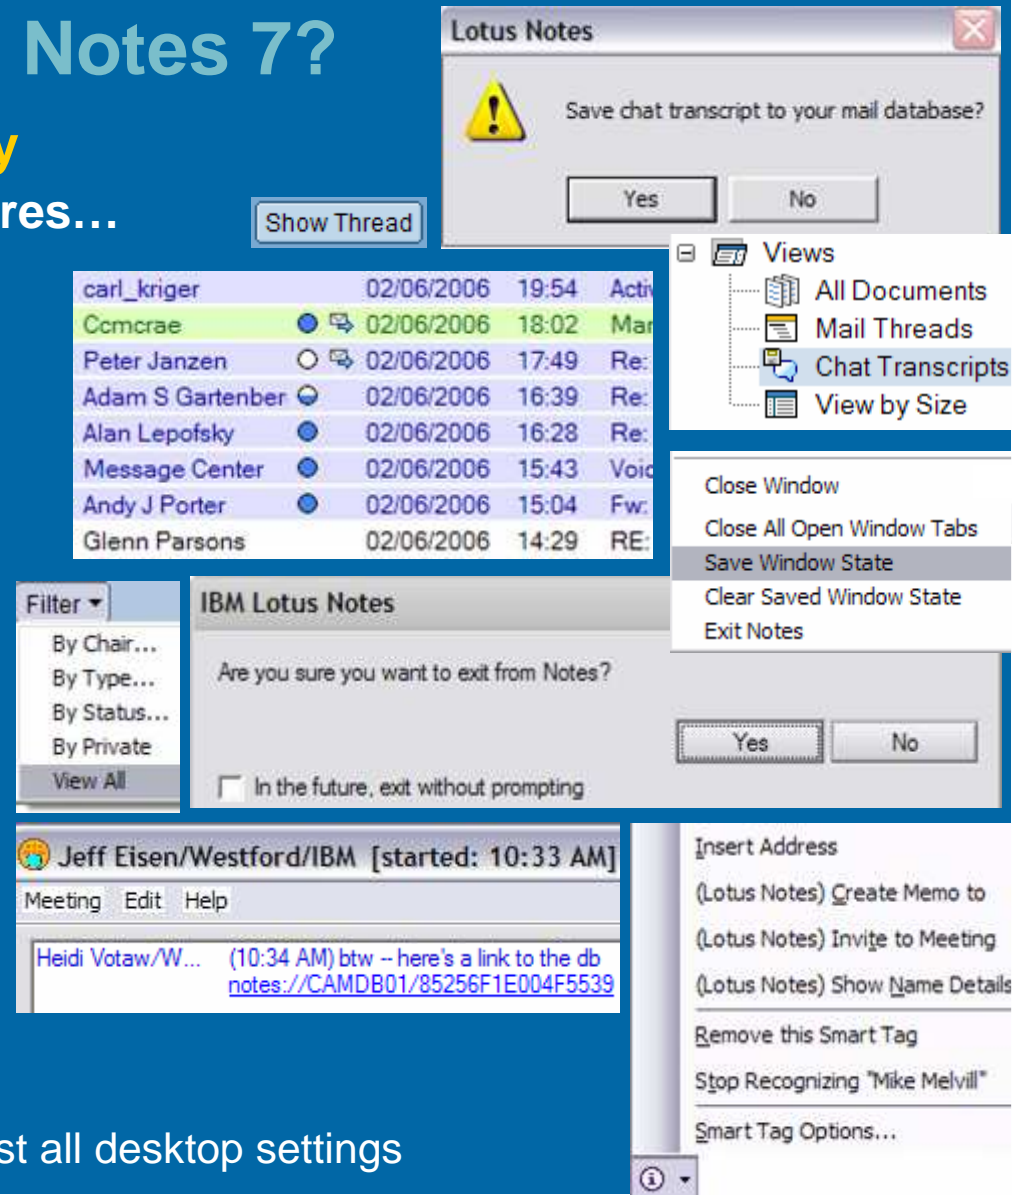 Notes 7?
y
res…
Lotus Notes
Save chat transcript to your mail database?
Yes No
Show Thread
carl_kriger 02/06/2006 19:54 Activ
Ccmcrae 02/06/2006 18:02 Mar
Peter Janzen 02/06/2006 17:49 Re:
Adam S Gartenber 02/06/2006 16:39 Re:
Alan Lepofsky 02/06/2006 16:28 Re:
Message Center 02/06/2006 15:43 Voic
Andy J Porter 02/06/2006 15:04 Fw:
Glenn Parsons 02/06/2006 14:29 RE:
Views
All Documents
Mail Threads
Chat Transcripts
View by Size
Close Window
Close All Open Window Tabs
Save Window State
Clear Saved Window State
Exit Notes
Filter
By Chair...
By Type...
By Status...
By Private
View All
IBM Lotus Notes
Are you sure you want to exit from Notes?
Yes No
In the future, exit without prompting
Jeff Eisen/Westford/IBM [started: 10:33 AM]
Meeting Edit Help
Heidi Votaw/W... (10:34 AM) btw -- here's a link to the db
notes://CAMDB01/85256F1E004F5539
Insert Address
(Lotus Notes) Create Memo to
(Lotus Notes) Invite to Meeting
(Lotus Notes) Show Name Details
Remove this Smart Tag
Stop Recognizing "Mike Melvill"
Smart Tag Options...
st all desktop settings